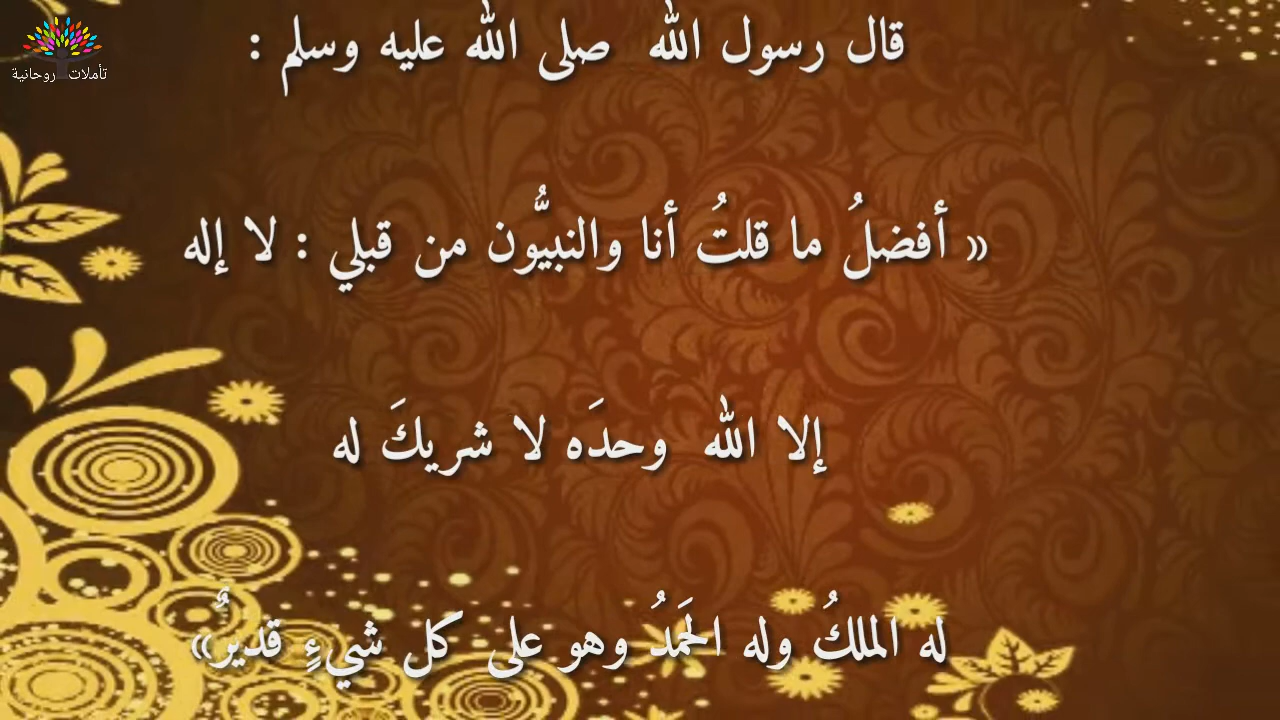 تأملات روحانية
قال رسول الله صلى الله عليه وسلم :
« أفضلُ ما قلتُ أنا والنبيُّون من قبلي : لا إله
إلا الله وحدَه لا شريكَ له
له الملكُ وله الحَمدُ وهو على كل شيءٍ قديرٌ»